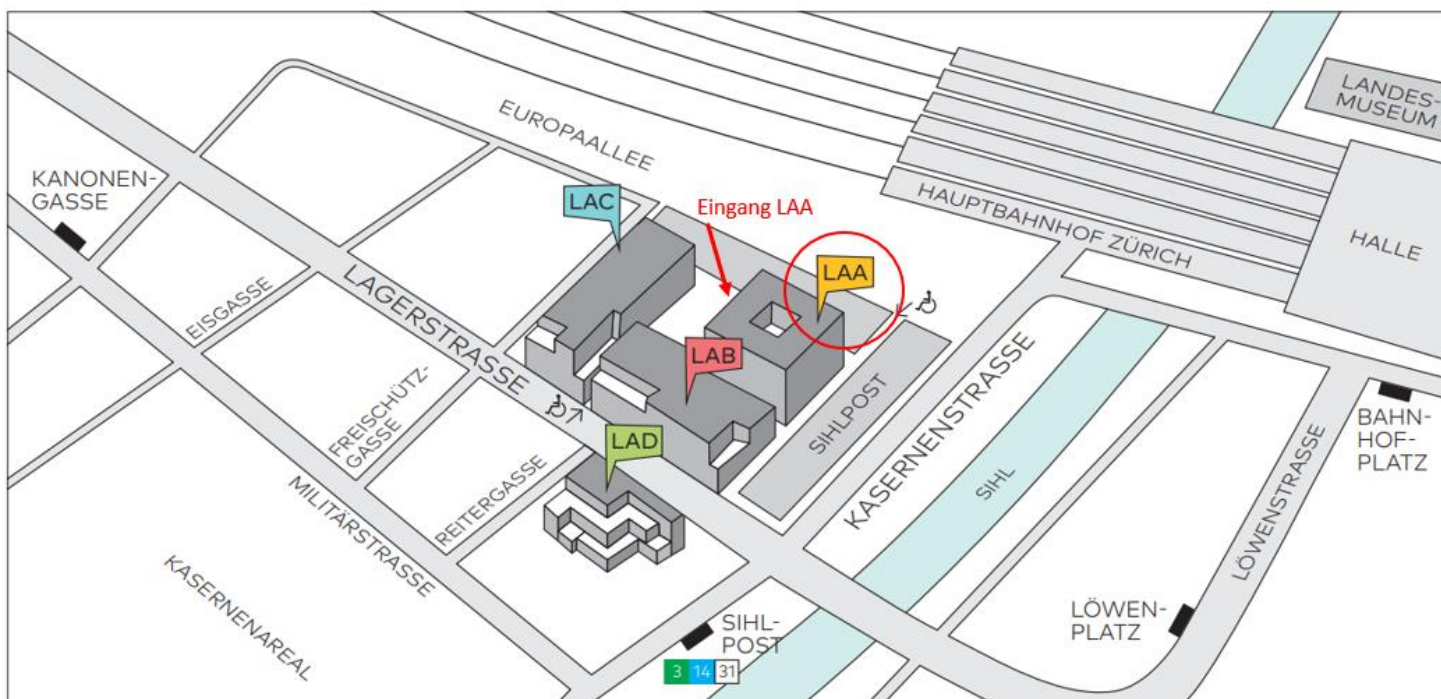 LANDES-
MUSEUM
EUROPAALLEE
KANONEN-
GASSE
LAC
Eingang LAA
HAUPTBAHNHOF ZÜRICH
HALLE
LAA
EISGASSE
LAGERSTRASSE
LAB
SIHLPOST
KASERNENSTRASSE
FREISCHÜTZ-
GASSE
LAD
BAHN-
HOF-
PLATZ
REITERGASSE
MILITÄRSTRASSE
SIHL
LÖWENSTRASSE
KASERNENAREAL
SIHL-
POST
3 14 31
LÖWEN-
PLATZ